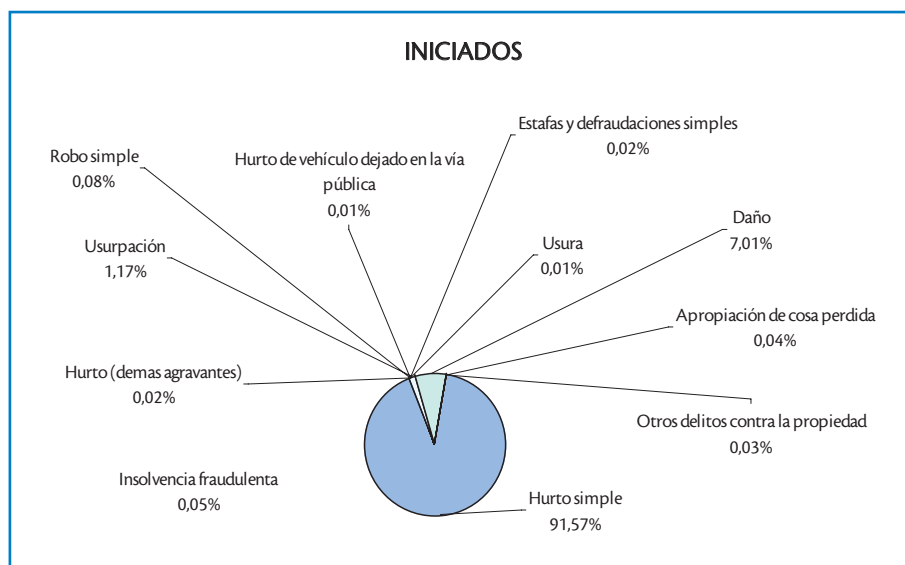 INICIADOS
Estafas y defraudaciones simples
0,02%
Robo simple
0,08%
Hurto de vehículo dejado en la vía
pública
0,01%
Daño
7,01%
Usurpación
1,17%
Usura
0,01%
Apropiación de cosa perdida
0,04%
Hurto (demas agravantes)
0,02%
Otros delitos contra la propiedad
0,03%
Insolvencia fraudulenta
0,05%
Hurto simple
91,57%